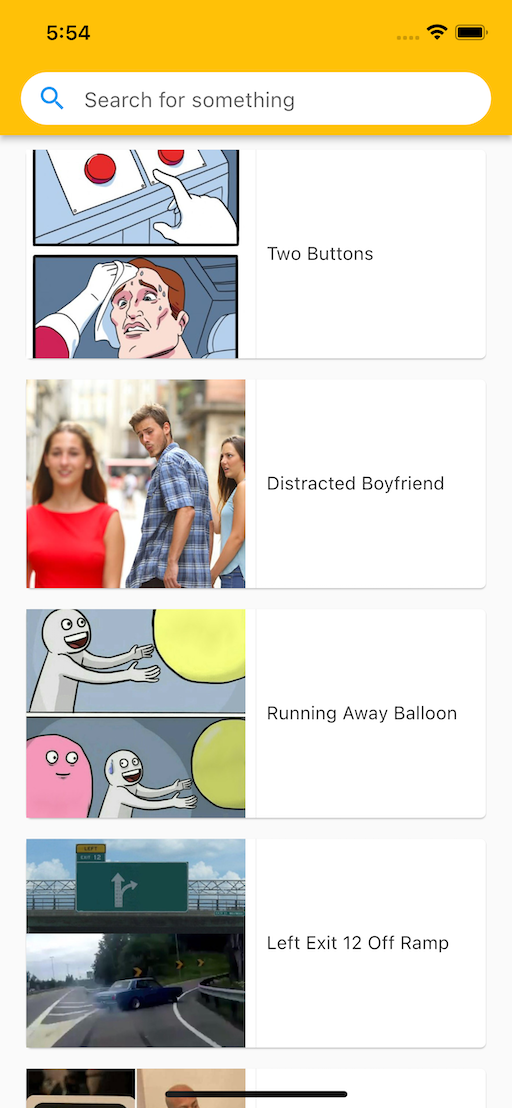 5:54
Search for something
Two Buttons
Distracted Boyfriend
Running Away Balloon
LEFT
EXIT 12
Left Exit 12 Off Ramp